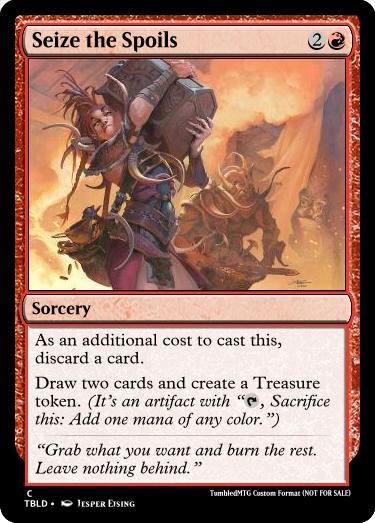 Seize the Spoils 2
Sorcery
As an additional cost to cast this,
discard a card.
Draw two cards and create a Treasure
token. (It's an artifact with “, Sacrifice
this: Add one mana of any color.”)
“Grab what you want and burn the rest.
Leave nothing behind.”
C
TBLD • Jesper Eising
TumbledMTG Custom Format (NOT FOR SALE)